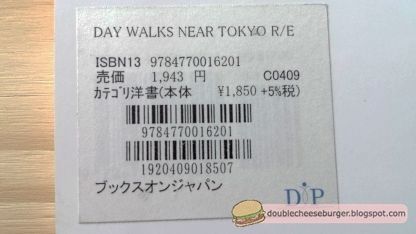 DAY WALKS NEAR TOKYO R/E
ISBN13 9784770016201
売価 1,943 円 C0409
ｶﾃｺﾞﾘ洋書(本体 ¥1,850 +5%税)
9784770016201
1920409018507
ブックスオンジャパン
DiP
doublecheeseburger.blogspot.com